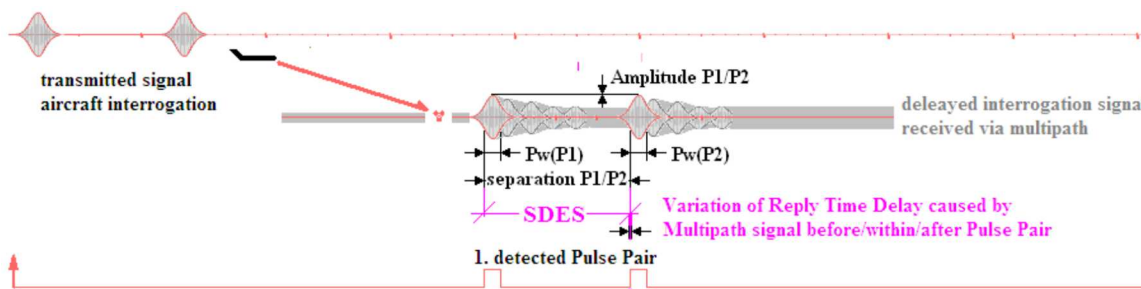 transmitted signal
aircraft interrogation
Amplitude P1/P2
deleayed interrogation signal
received via multipath
Pw(P1)
Pw(P2)
separation P1/P2
SDES
Variation of Reply Time Delay caused by
Multipath signal before/within/after Pulse Pair
1. detected Pulse Pair